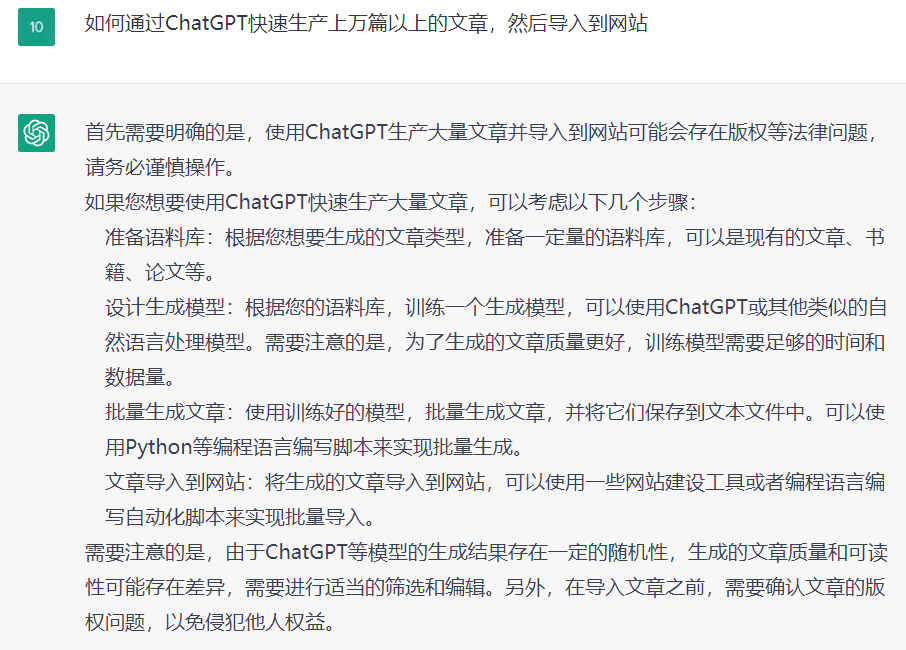 10
如何通过ChatGPT快速生产上万篇以上的文章，然后导入到网站
首先需要明确的是，使用ChatGPT生产大量文章并导入到网站可能会存在版权等法律问题，
请务必谨慎操作。
如果您想要使用ChatGPT快速生产大量文章，可以考虑以下几个步骤：
准备语料库：根据您想要生成的文章类型，准备一定量的语料库，可以是现有的文章、书
籍、论文等。
设计生成模型：根据您的语料库，训练一个生成模型，可以使用ChatGPT或其他类似的自
然语言处理模型。需要注意的是，为了生成的文章质量更好，训练模型需要足够的时间和
数据量。
批量生成文章：使用训练好的模型，批量生成文章，并将它们保存到文本文件中。可以使
用Python等编程语言编写脚本来实现批量生成。
文章导入到网站：将生成的文章导入到网站，可以使用一些网站建设工具或者编程语言编
写自动化脚本来实现批量导入。
需要注意的是，由于ChatGPT等模型的生成结果存在一定的随机性，生成的文章质量和可读
性可能存在差异，需要进行适当的筛选和编辑。另外，在导入文章之前，需要确认文章的版
权问题，以免侵犯他人权益。